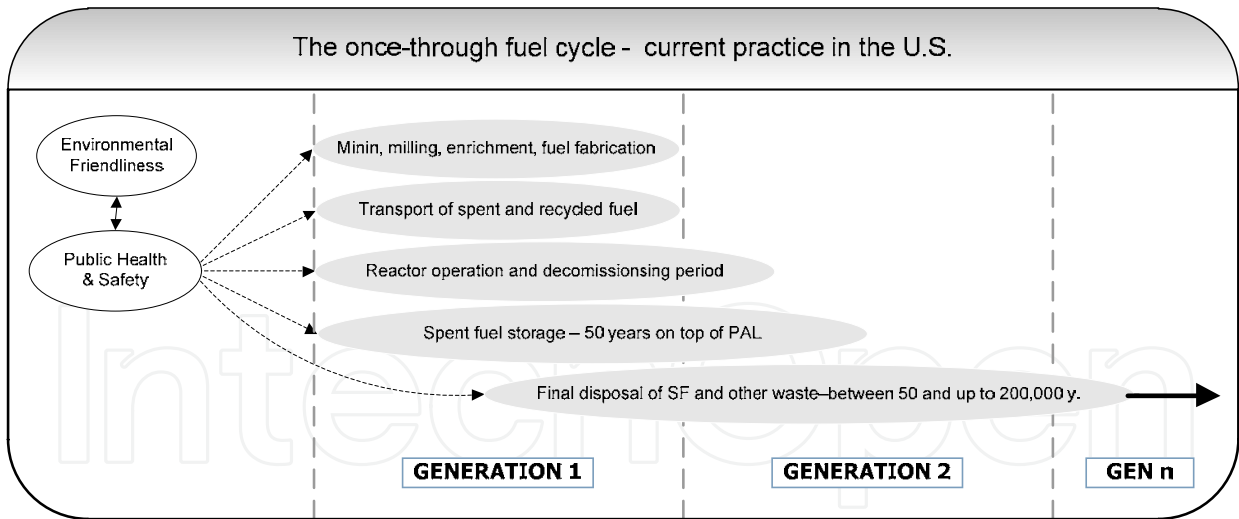 The once-through fuel cycle - current practice in the U.S.
Environmental
Friendliness
Public Health
& Safety
Minin, milling, enrichment, fuel fabrication
Transport of spent and recycled fuel
Reactor operation and decomissionsing period
Spent fuel storage – 50 years on top of PAL
Final disposal of SF and other waste–between 50 and up to 200,000 y.
GENERATION 1
GENERATION 2
GEN n
IntechOpen